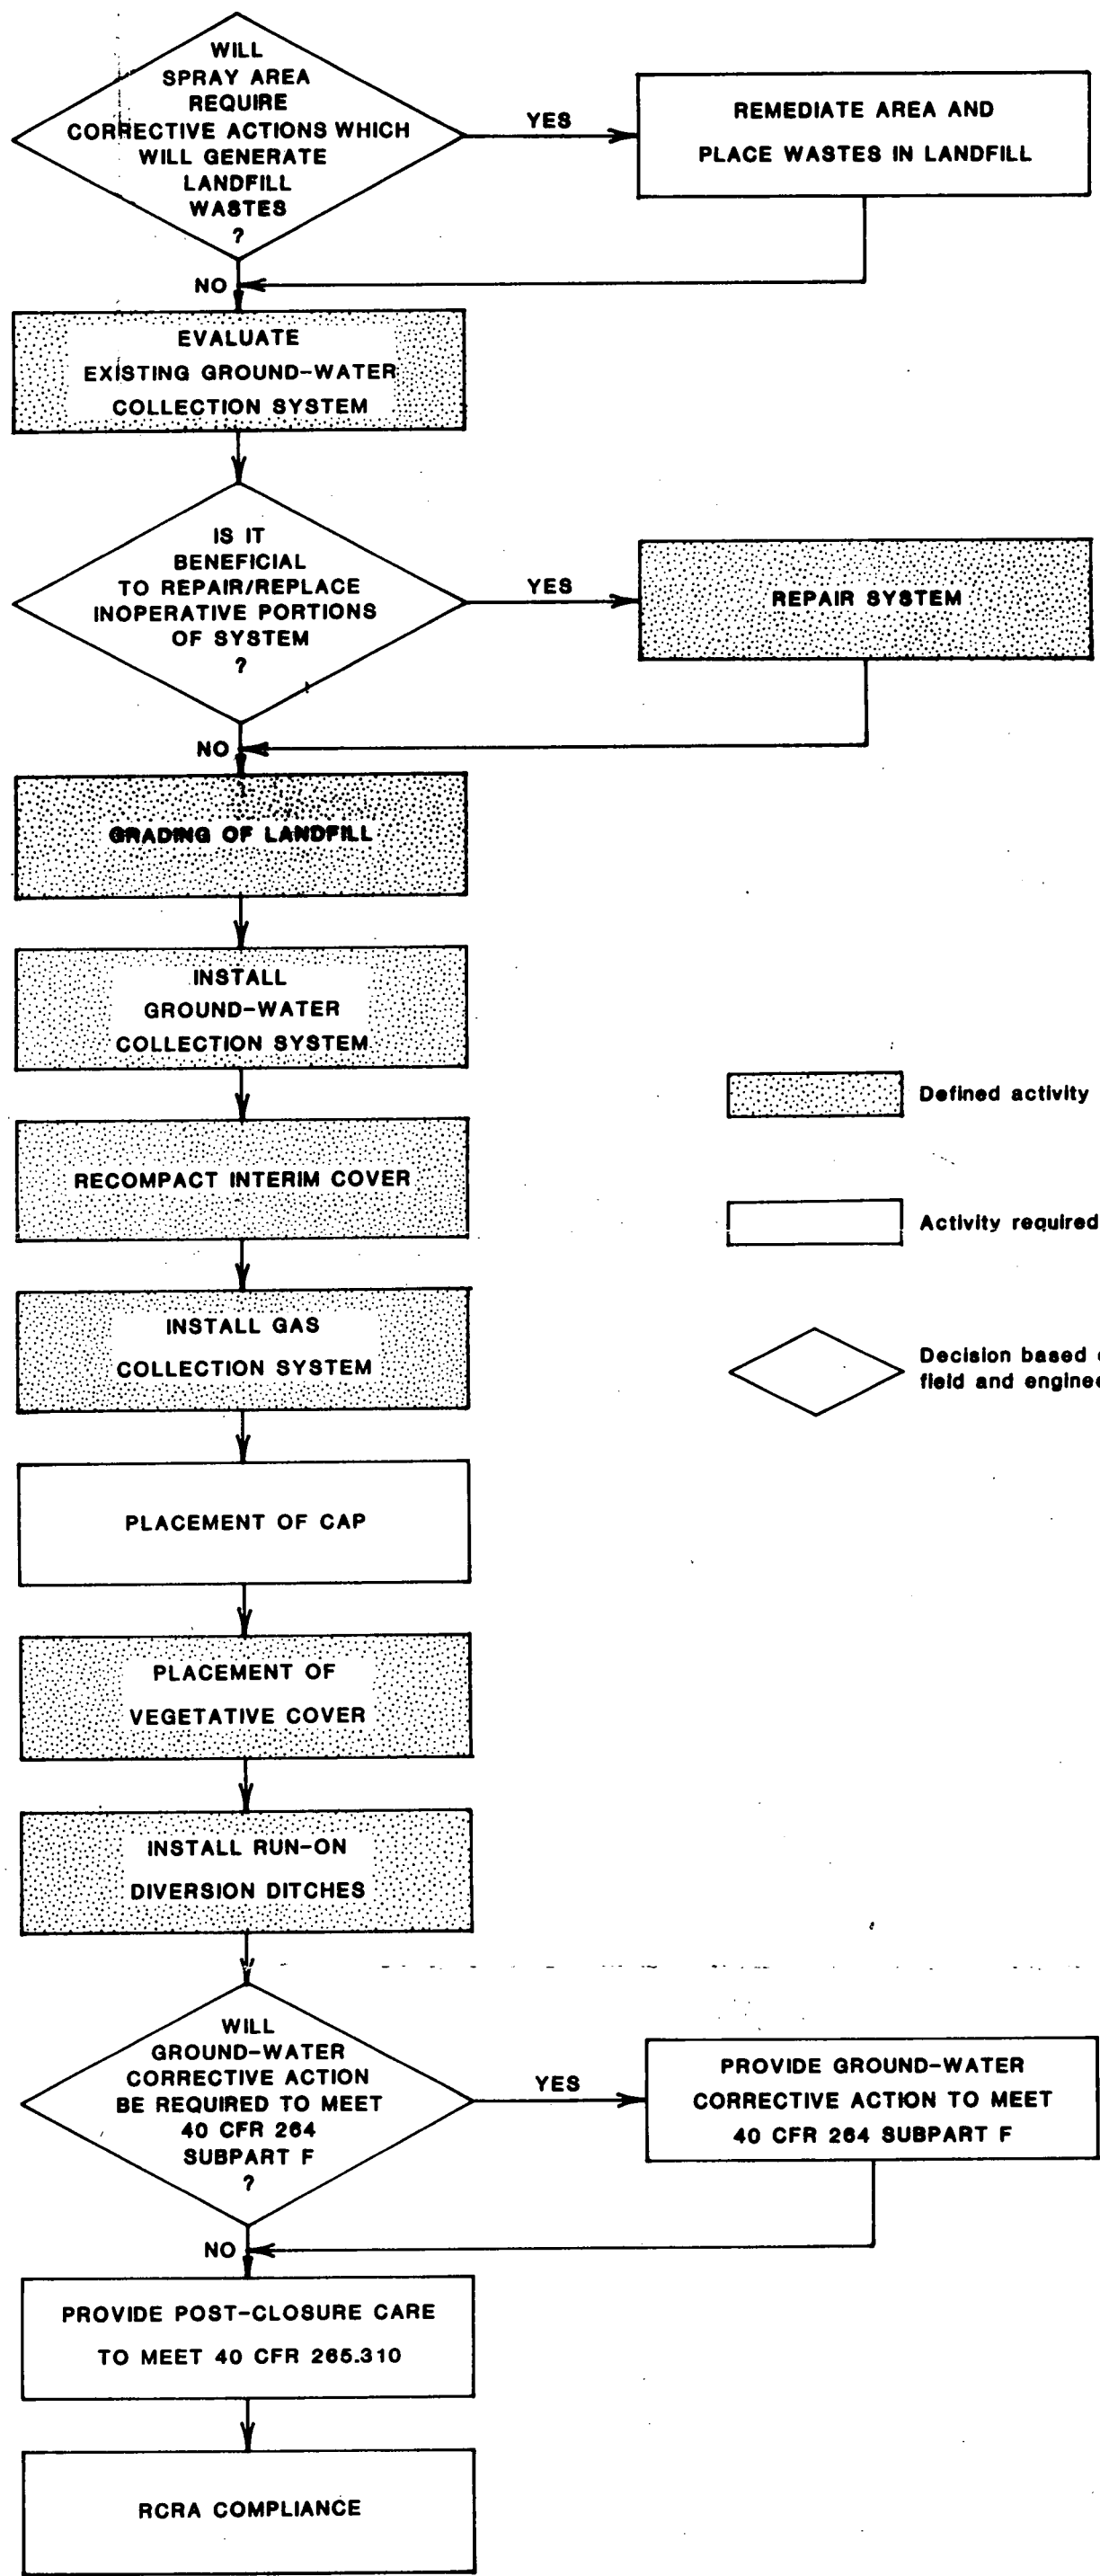 WILL
SPRAY AREA
REQUIRE
CORRECTIVE ACTIONS WHICH
WILL GENERATE
LANDFILL
WASTES
?
YES
REMEDIATE AREA AND
PLACE WASTES IN LANDFILL
NO
EVALUATE
EXISTING GROUND-WATER
COLLECTION SYSTEM
IS IT
BENEFICIAL
TO REPAIR/REPLACE
INOPERATIVE PORTIONS
OF SYSTEM
?
YES
REPAIR SYSTEM
NO
GRADING OF LANDFILL
INSTALL
GROUND-WATER
COLLECTION SYSTEM
RECOMPACT INTERIM COVER
INSTALL GAS
COLLECTION SYSTEM
PLACEMENT OF CAP
PLACEMENT OF
VEGETATIVE COVER
INSTALL RUN-ON
DIVERSION DITCHES
WILL
GROUND-WATER
CORRECTIVE ACTION
BE REQUIRED TO MEET
40 CFR 264
SUBPART F
?
YES
PROVIDE GROUND-WATER
CORRECTIVE ACTION TO MEET
40 CFR 264 SUBPART F
NO
PROVIDE POST-CLOSURE CARE
TO MEET 40 CFR 265.310
RCRA COMPLIANCE
Defined activity
Activity required
Decision based
field and